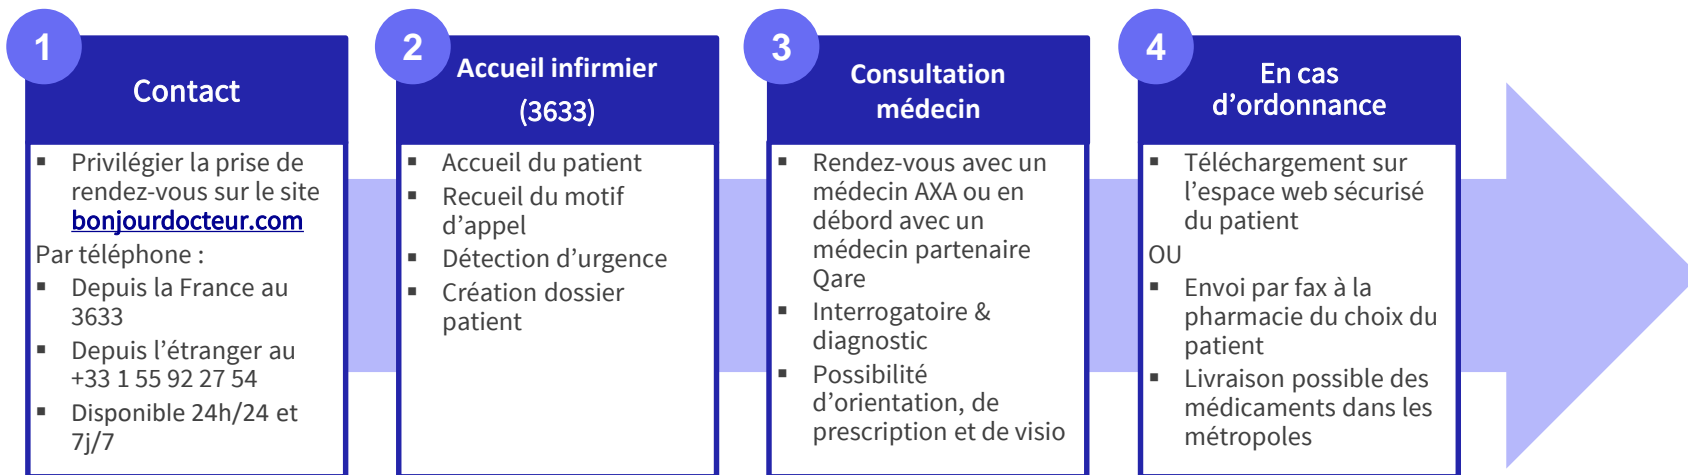 1
Contact
▪ Privilégier la prise de
rendez-vous sur le site
bonjourdocteur.com
Par téléphone :
▪ Depuis la France au
3633
▪ Depuis l’étranger au
+33 1 55 92 27 54
▪ Disponible 24h/24 et
7j/7
2
Accueil infirmier
(3633)
▪ Accueil du patient
▪ Recueil du motif
d’appel
▪ Détection d’urgence
▪ Création dossier
patient
3
Consultation
médecin
▪ Rendez-vous avec un
médecin AXA ou en
débord avec un
médecin partenaire
Qare
▪ Interrogatoire &
diagnostic
▪ Possibilité
d’orientation, de
prescription et de visio
4
En cas
d’ordonnance
▪ Téléchargement sur
l’espace web sécurisé
du patient
OU
▪ Envoi par fax à la
pharmacie du choix du
patient
▪ Livraison possible des
médicaments dans les
métropoles